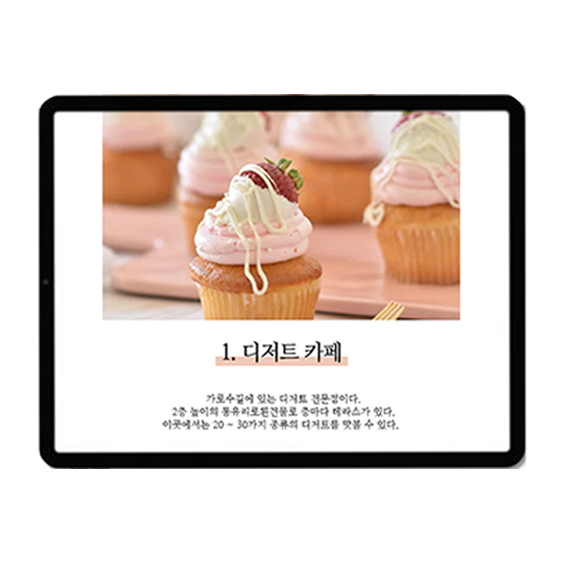 1. 디저트 카페
가로수길에 있는 디저트 전문점이다.
2층 높이의 통유리로된건물로 층마다 테라스가 있다.
이곳에서는 20 ~ 30가지 종류의 디저트를 맛볼 수 있다.